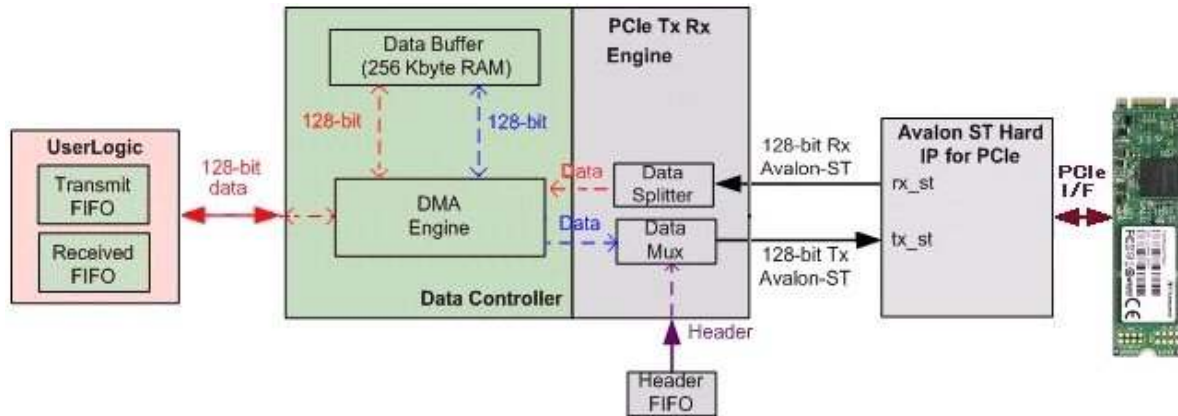 Data Buffer
(256 Kbyte RAM)
PCIe Tx Rx
Engine
128-bit
128-bit
UserLogic
Transmit
FIFO
Received
FIFO
128-bit
data
DMA
Engine
Data
Data
Data
Splitter
Data
Mux
Data Controller
128-bit Rx
Avalon-ST
128-bit Tx
Avalon-ST
Avalon ST Hard
IP for PCIe
rx_st
tx_st
PCIe
I/F
Header
Header
FIFO